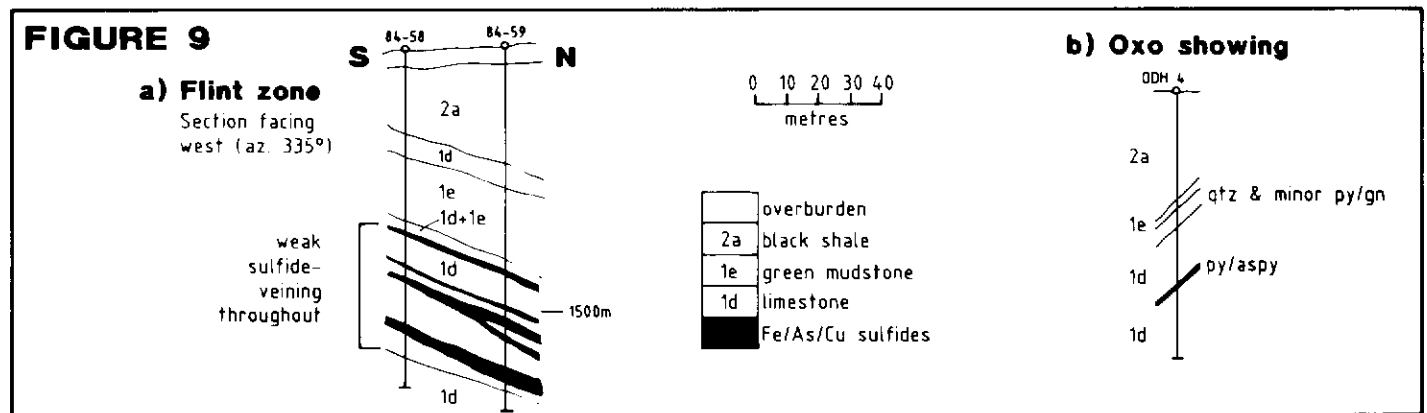 FIGURE 9
a) Flint zone
Section facing
west (az. 335°)
S
84-58
84-59
N
2a
1d
1e
1d+1e
1d
1500m
1d
weak
sulfide-
veining
throughout
0 10 20 30 40
metres
overburden
2a black shale
1e green mudstone
1d limestone
Fe/As/Cu sulfides
b) Oxo showing
ODH 4
2a
qtz & minor py/gn
1e
py/aspy
1d
1d